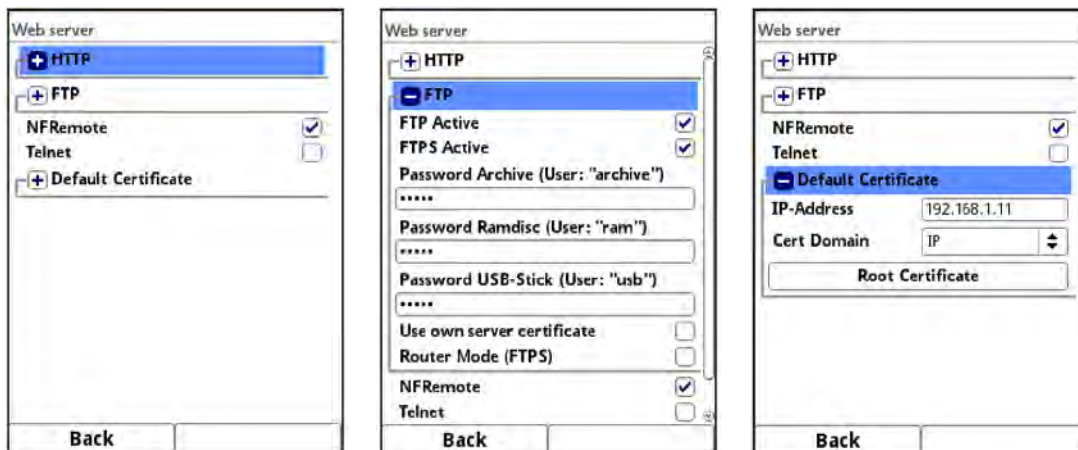 Web server
HTTP
FTP
NFRemote
Telnet
Default Certificate
Back
Web server
HTTP
FTP
FTP Active
FTPS Active
Password Archive (User: "archive")
•••••
Password Ramdisc (User: "ram")
•••••
Password USB-Stick (User: "usb")
•••••
Use own server certificate
Router Mode (FTPS)
NFRemote
Telnet
Back
Web server
HTTP
FTP
NFRemote
Telnet
Default Certificate
IP-Address 192.168.1.11
Cert Domain IP
Root Certificate
Back